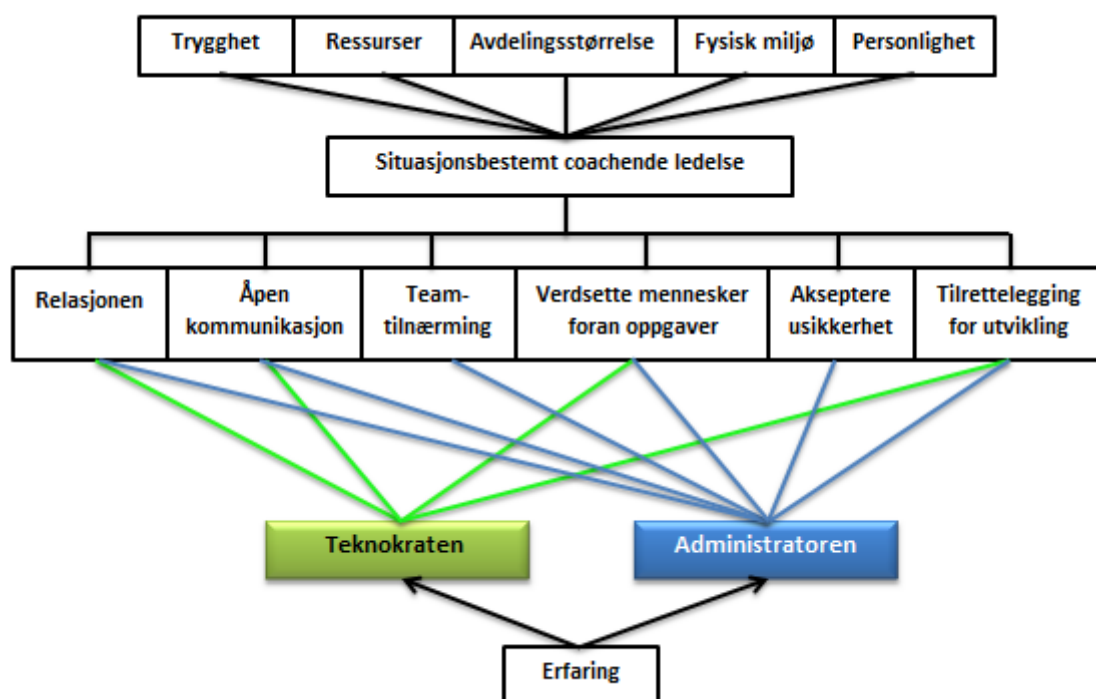 Trygghet
Ressurser
Avdelingsstørrelse
Fysisk miljø
Personlighet
Situasjonsbestemt coachende ledelse
Relasjonen
Åpen
kommunikasjon
Team-
tilnærming
Verdsette mennesker
foran oppgaver
Akseptere
usikkerhet
Tilrettelegging
for utvikling
Teknokraten
Administratoren
Erfaring